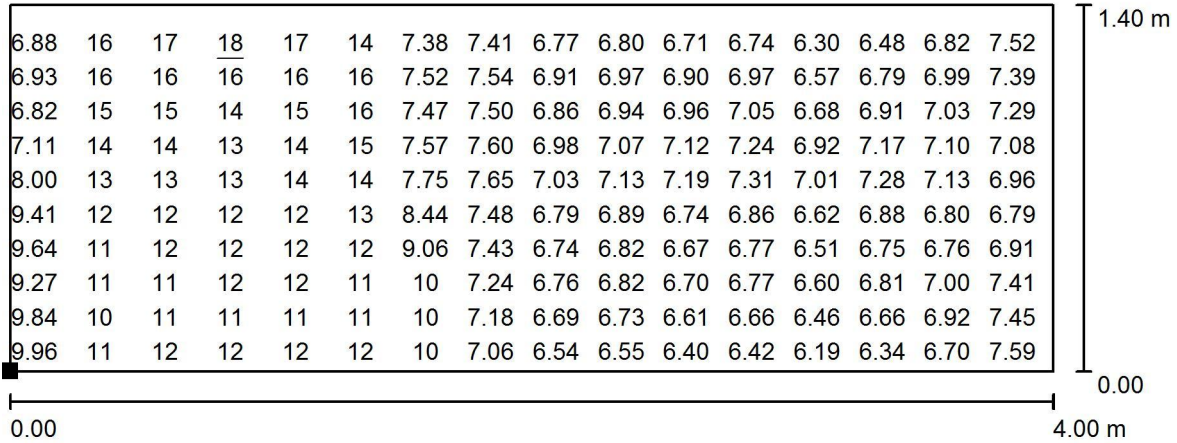 1.40 m
6.88 16 17 18 17 14 7.38 7.41 6.77 6.80 6.71 6.74 6.30 6.48 6.82 7.52
6.93 16 16 16 16 16 7.52 7.54 6.91 6.97 6.90 6.97 6.57 6.79 6.99 7.39
6.82 15 15 14 15 16 7.47 7.50 6.86 6.94 6.96 7.05 6.68 6.91 7.03 7.29
7.11 14 14 13 14 15 7.57 7.60 6.98 7.07 7.12 7.24 6.92 7.17 7.10 7.08
8.00 13 13 13 14 14 7.75 7.65 7.03 7.13 7.19 7.31 7.01 7.28 7.13 6.96
9.41 12 12 12 12 13 8.44 7.48 6.79 6.89 6.74 6.86 6.62 6.88 6.80 6.79
9.64 11 12 12 12 12 9.06 7.43 6.74 6.82 6.67 6.77 6.51 6.75 6.76 6.91
9.27 11 11 12 12 11 10 7.24 6.76 6.82 6.70 6.77 6.60 6.81 7.00 7.41
9.84 10 11 11 11 11 10 7.18 6.69 6.73 6.61 6.66 6.46 6.66 6.92 7.45
9.96 11 12 12 12 12 10 7.06 6.54 6.55 6.40 6.42 6.19 6.34 6.70 7.59
0.00
0.00 4.00 m